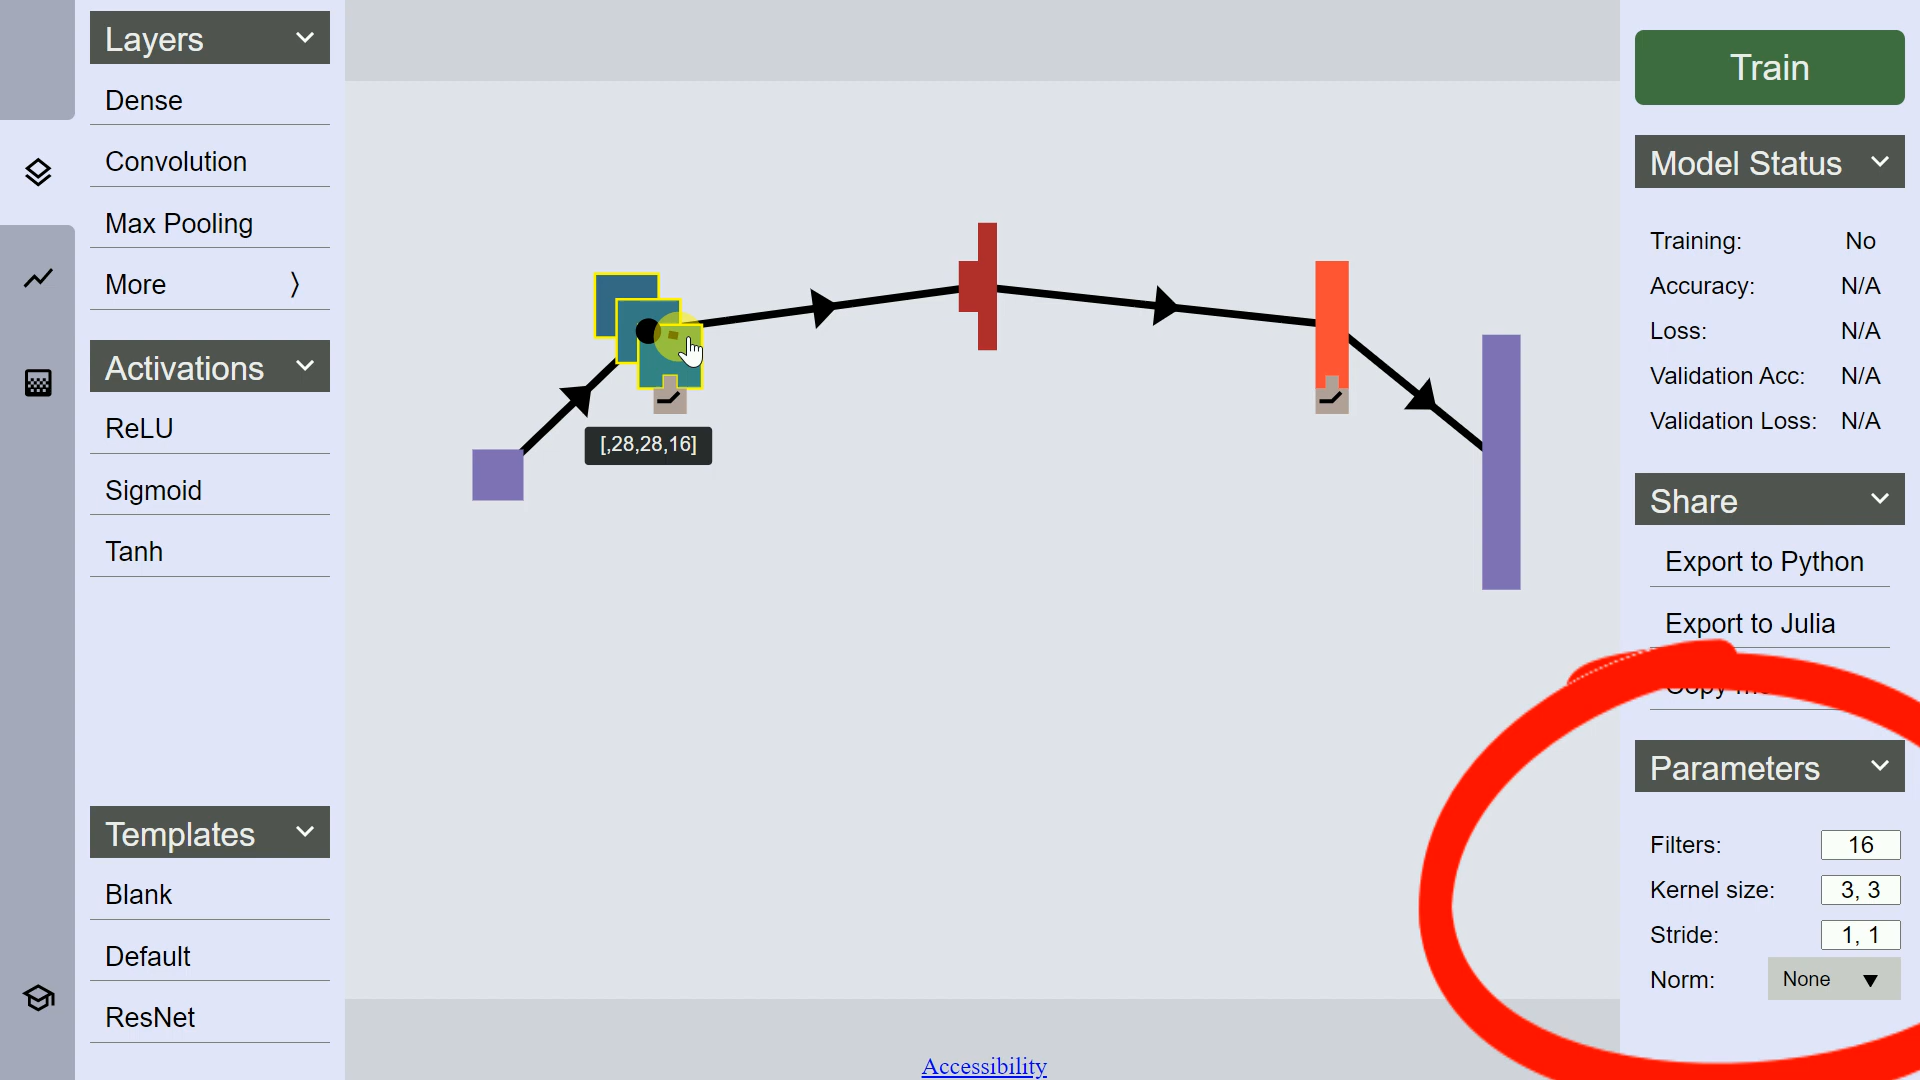 Layers
Dense
Convolution
Max Pooling
More
Activations
ReLU
Sigmoid
Tanh
Templates
Blank
Default
ResNet
[,28,28,16]
Accessibility
Train
Model Status
Training: No
Accuracy: N/A
Loss: N/A
Validation Acc: N/A
Validation Loss: N/A
Share
Export to Python
Export to Julia
Copy
Parameters
Filters: 16
Kernel size: 3, 3
Stride: 1, 1
Norm: None